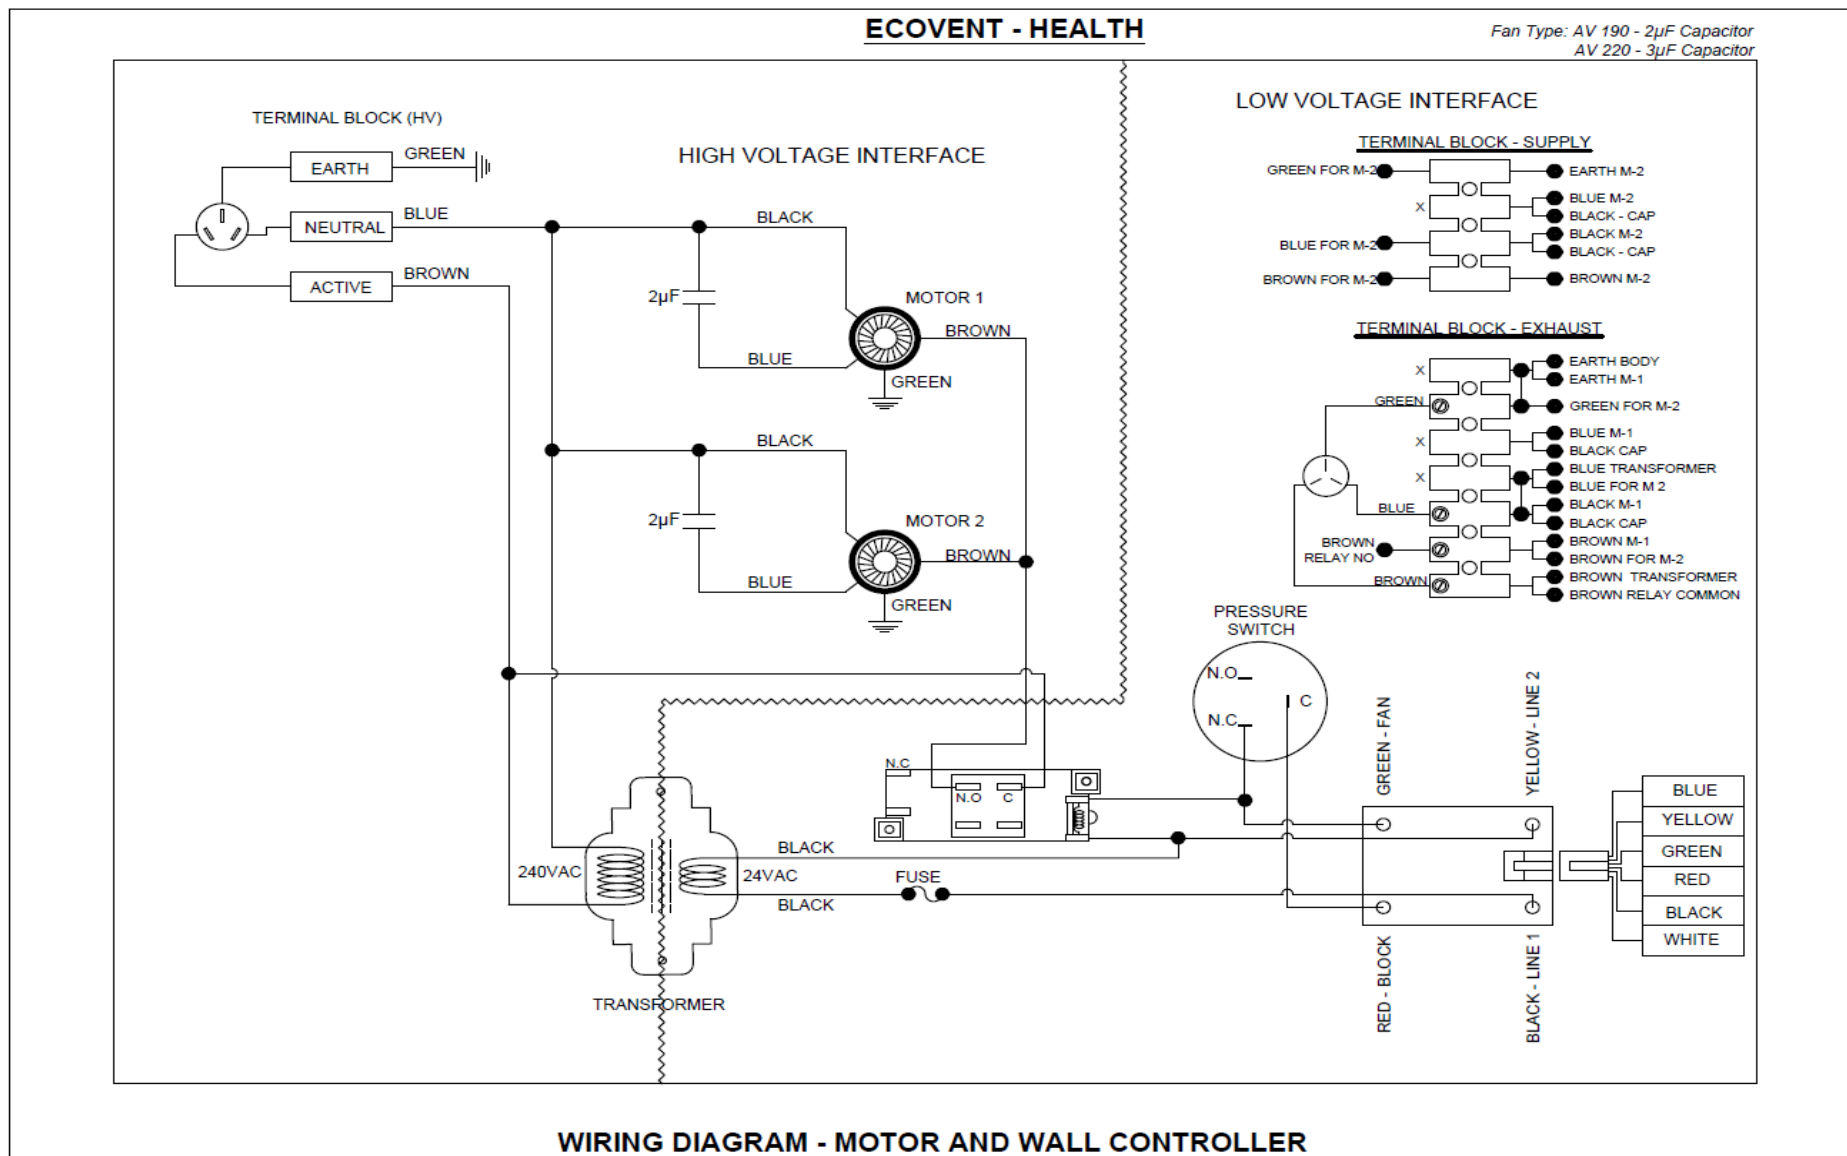 ECOVENT - HEALTH
Fan Type: AV 190 - 2µF Capacitor
AV 220 - 3µF Capacitor
TERMINAL BLOCK (HV)
EARTH
GREEN
NEUTRAL
BLUE
ACTIVE
BROWN
HIGH VOLTAGE INTERFACE
BLACK
2µF
MOTOR 1
BROWN
BLUE
GREEN
BLACK
2µF
MOTOR 2
BROWN
BLUE
GREEN
LOW VOLTAGE INTERFACE
TERMINAL BLOCK - SUPPLY
GREEN FOR M-2
EARTH M-2
X
BLUE M-2
BLACK - CAP
BLUE FOR M-2
BLACK M-2
BLACK - CAP
BROWN FOR M-2
BROWN M-2
TERMINAL BLOCK - EXHAUST
X
EARTH BODY
EARTH M-1
GREEN
GREEN FOR M-2
X
BLUE M-1
BLACK CAP
X
BLUE TRANSFORMER
BLUE FOR M 2
BLUE
BLACK M-1
BLACK CAP
BROWN
RELAY NO
BROWN M-1
BROWN FOR M-2
BROWN
BROWN TRANSFORMER
BROWN RELAY COMMON
PRESSURE
SWITCH
N.O
C
N.C
N.C
N.O
C
240VAC
24VAC
BLACK
BLACK
FUSE
TRANSFORMER
GREEN - FAN
YELLOW - LINE 2
RED - BLOCK
BLACK - LINE 1
BLUE
YELLOW
GREEN
RED
BLACK
WHITE
WIRING DIAGRAM - MOTOR AND WALL CONTROLLER